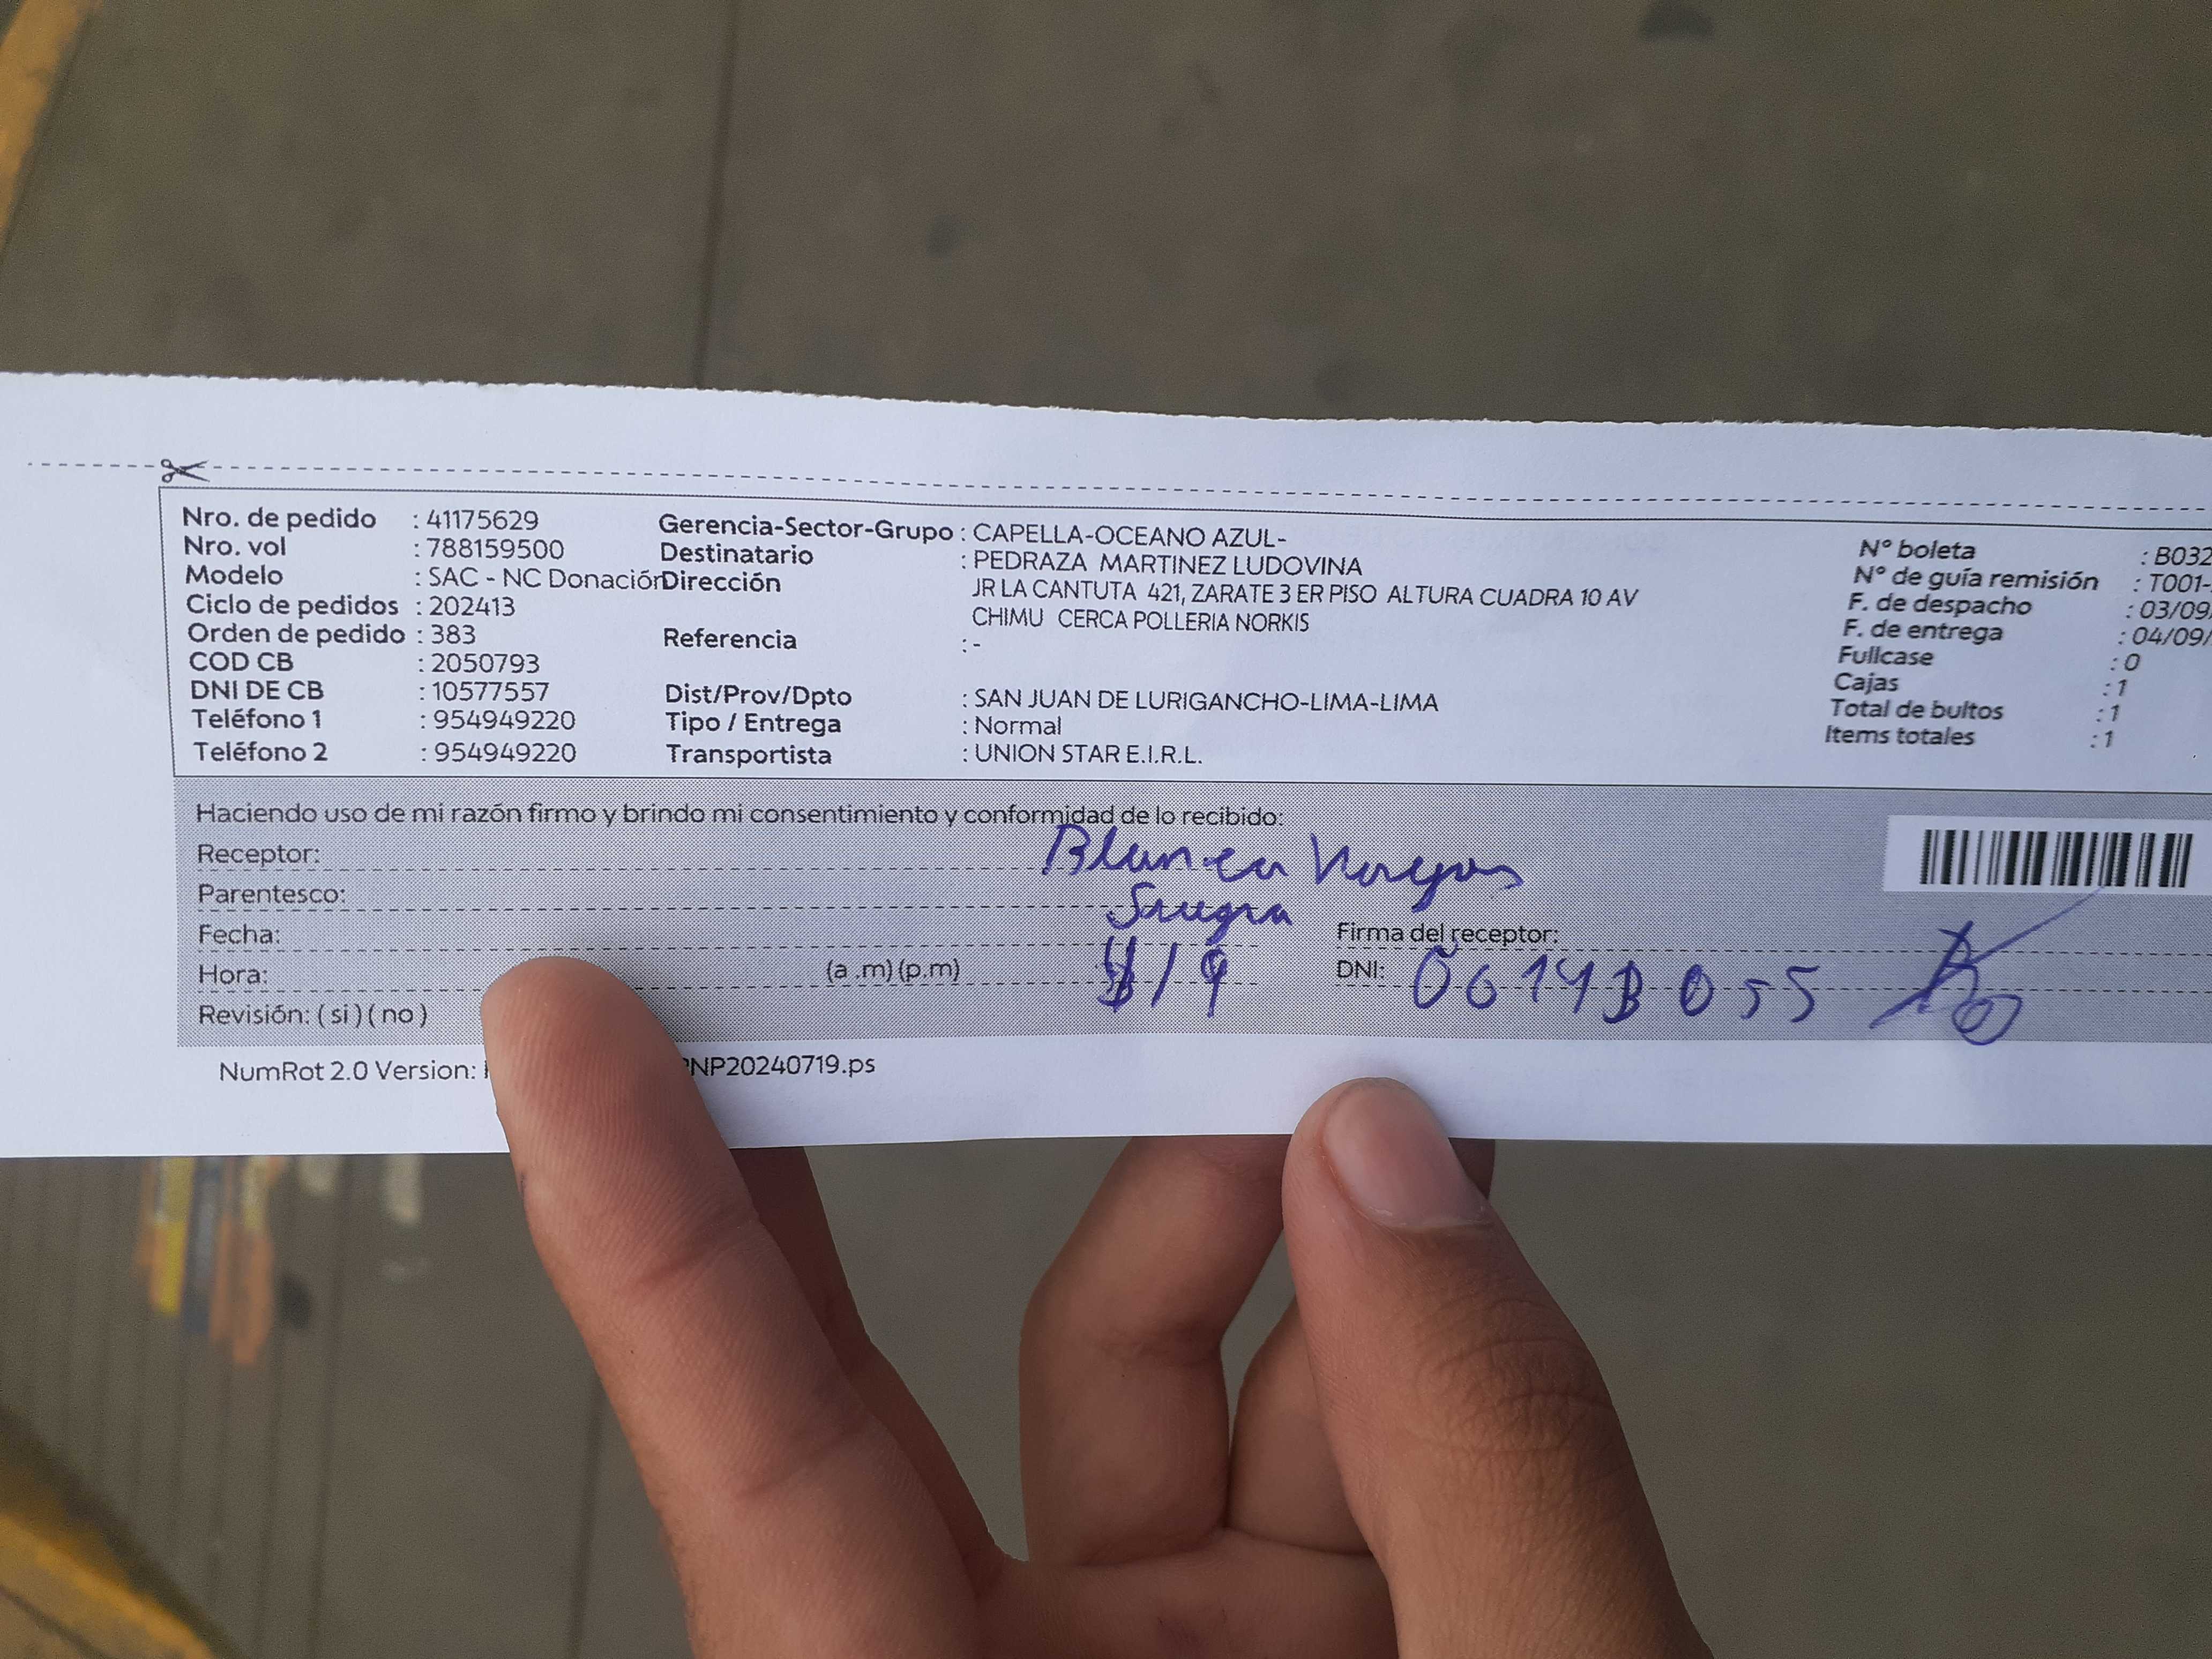 Nro. de pedido : 41175629
Nro. vol : 788159500
Modelo : SAC - NC Donación
Ciclo de pedidos : 202413
Orden de pedido : 383
COD CB : 2050793
DNI DE CB : 10577557
Teléfono 1 : 954949220
Teléfono 2 : 954949220
Gerencia-Sector-Grupo : CAPELLA-OCEANO AZUL-
Destinatario : PEDRAZA MARTINEZ LUDOVINA
Dirección JR LA CANTUTA 421, ZARATE 3 ER PISO ALTURA CUADRA 10 AV
CHIMU CERCA POLLERIA NORKIS
Referencia : -
Dist/Prov/Dpto : SAN JUAN DE LURIGANCHO-LIMA-LIMA
Tipo / Entrega : Normal
Transportista : UNION STAR E.I.R.L.
N° boleta : B032
N° de guía remisión : T001-
F. de despacho : 03/09/
F. de entrega : 04/09/
Fullcase : 0
Cajas : 1
Total de bultos : 1
Items totales : 1
Haciendo uso de mi razón firmo y brindo mi consentimiento y conformidad de lo recibido:
Receptor: Blanca Vargas
Parentesco: Suegra
Fecha:
Firma del receptor:
Hora: (a .m) (p.m)
DNI:
Revisión: ( si ) ( no )
NumRot 2.0 Version: PNP20240719.ps